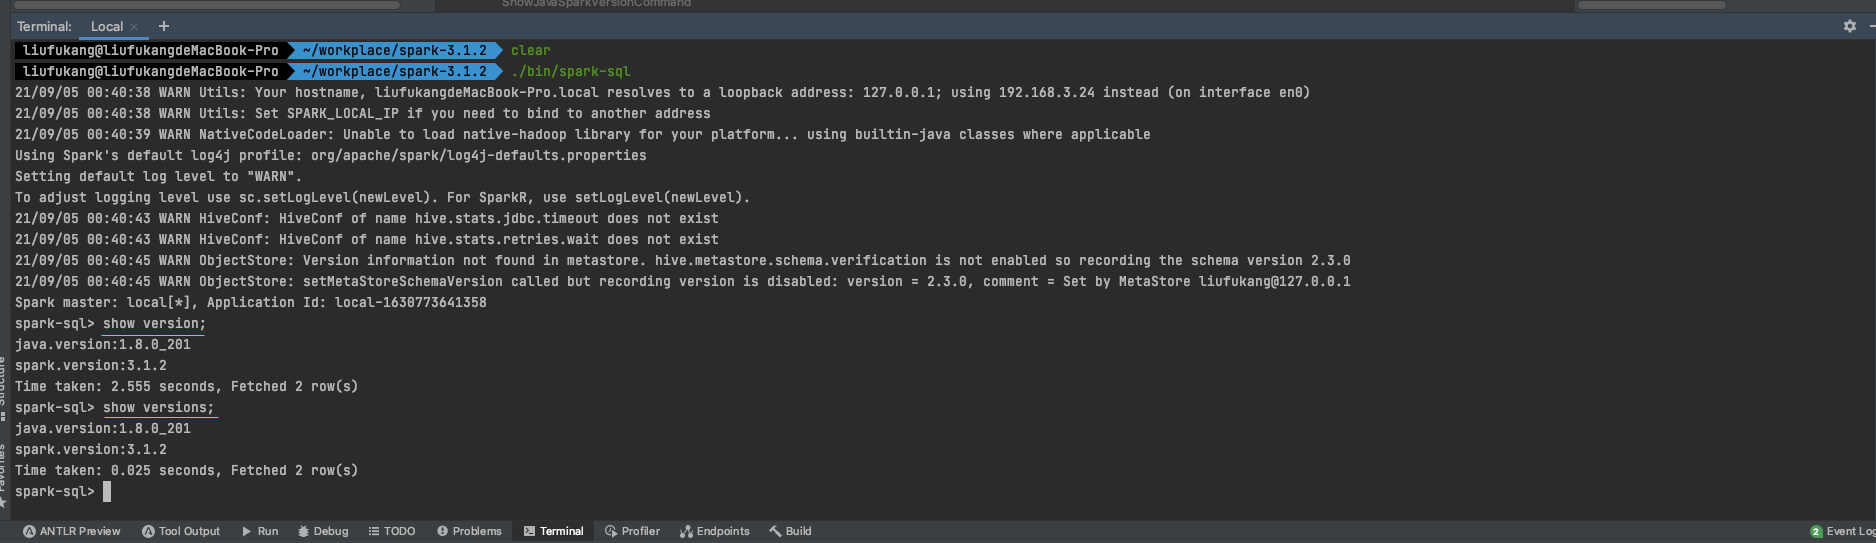 ShowJavaSparkVersionCommand
Terminal: Local × +
liufukang@liufukangdeMacBook-Pro ~/workplace/spark-3.1.2 clear
liufukang@liufukangdeMacBook-Pro ~/workplace/spark-3.1.2 ./bin/spark-sql
21/09/05 00:40:38 WARN Utils: Your hostname, liufukangdeMacBook-Pro.local resolves to a loopback address: 127.0.0.1; using 192.168.3.24 instead (on interface en0)
21/09/05 00:40:38 WARN Utils: Set SPARK_LOCAL_IP if you need to bind to another address
21/09/05 00:40:39 WARN NativeCodeLoader: Unable to load native-hadoop library for your platform... using builtin-java classes where applicable
Using Spark's default log4j profile: org/apache/spark/log4j-defaults.properties
Setting default log level to "WARN".
To adjust logging level use sc.setLogLevel(newLevel). For SparkR, use setLogLevel(newLevel).
21/09/05 00:40:43 WARN HiveConf: HiveConf of name hive.stats.jdbc.timeout does not exist
21/09/05 00:40:43 WARN HiveConf: HiveConf of name hive.stats.retries.wait does not exist
21/09/05 00:40:45 WARN ObjectStore: Version information not found in metastore. hive.metastore.schema.verification is not enabled so recording the schema version 2.3.0
21/09/05 00:40:45 WARN ObjectStore: setMetaStoreSchemaVersion called but recording version is disabled: version = 2.3.0, comment = Set by MetaStore liufukang@127.0.0.1
Spark master: local[*], Application Id: local-1630773641358
spark-sql> show version;
java.version:1.8.0_201
spark.version:3.1.2
Time taken: 2.555 seconds, Fetched 2 row(s)
spark-sql> show versions;
java.version:1.8.0_201
spark.version:3.1.2
Time taken: 0.025 seconds, Fetched 2 row(s)
spark-sql>
Structure
Favorites
ANTLR Preview Tool Output Run Debug TODO Problems Terminal Profiler Endpoints Build 2 Event Log